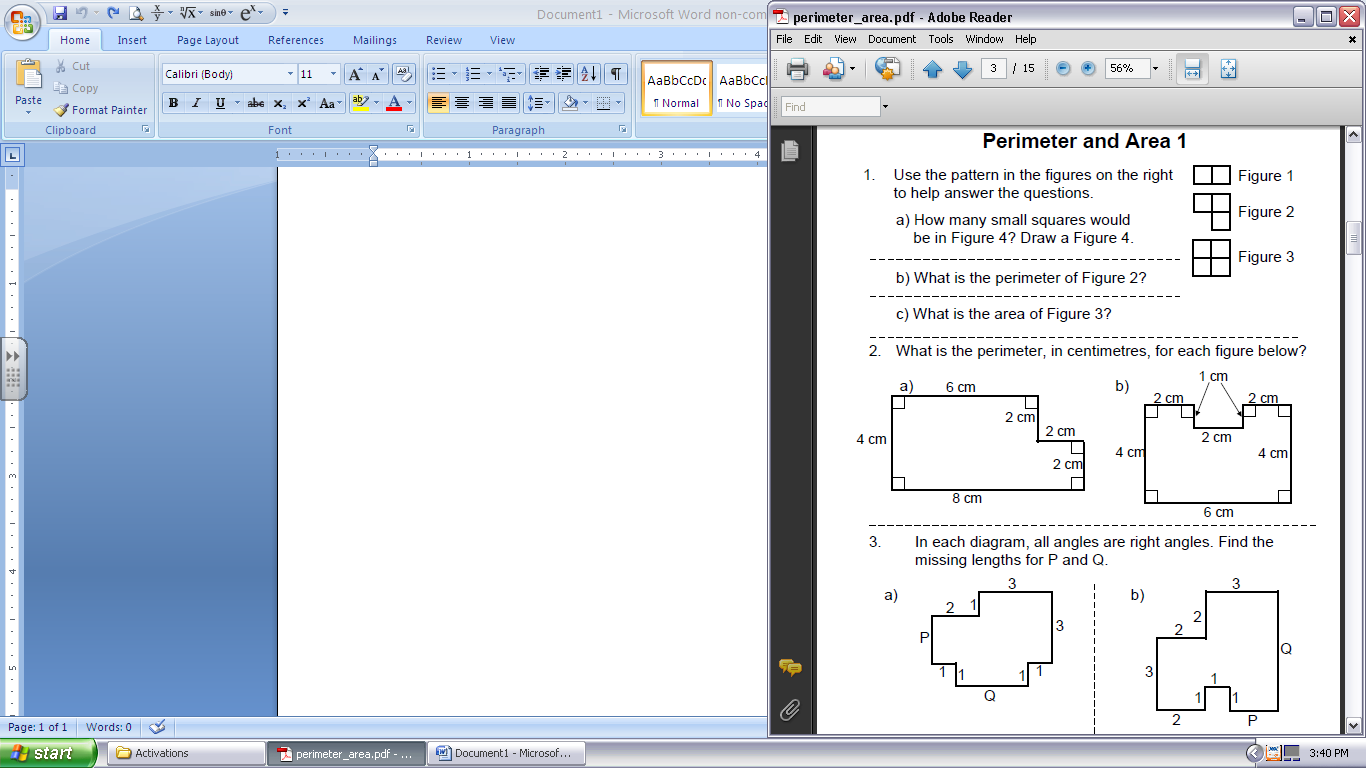 Document1 - Microsoft Word non-com
Home Insert Page Layout References Mailings Review View
Paste
Cut
Copy
Format Painter
Clipboard
Calibri (Body) 11
Font
Paragraph
AaBbCcDc AaBbCc
¶ Normal ¶ No Spac
perimeter_area.pdf - Adobe Reader
File Edit View Document Tools Window Help
3 / 15 56%
Find
Perimeter and Area 1
1. Use the pattern in the figures on the right
to help answer the questions.
Figure 1
Figure 2
Figure 3
a) How many small squares would
be in Figure 4? Draw a Figure 4.
b) What is the perimeter of Figure 2?
c) What is the area of Figure 3?
2. What is the perimeter, in centimetres, for each figure below?
a) 6 cm
2 cm
2 cm
4 cm
2 cm
8 cm
b) 1 cm
2 cm 2 cm
2 cm
4 cm 4 cm
6 cm
3. In each diagram, all angles are right angles. Find the
missing lengths for P and Q.
a) 3
2 1
P 3
1 1 1 1
Q
b) 3
2
2
Q
3 1
1 1
2 P
Page: 1 of 1 Words: 0
start Activations perimeter_area.pdf - ... Document1 - Microsof... 3:40 PM